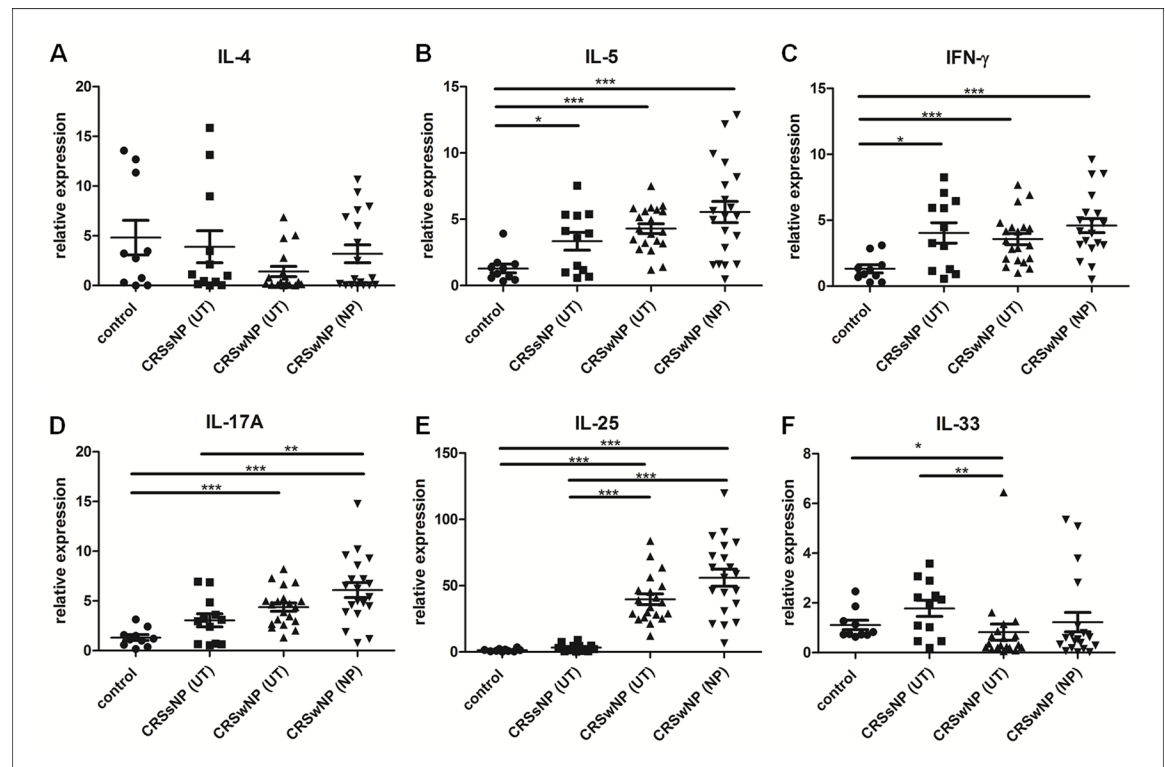 A
IL-4
relative expression
20
15
10
5
0
control
CRSsNP (UT)
CRSwNP (UT)
CRSwNP (NP)
B
IL-5
relative expression
15
10
5
0
***
***
*
control
CRSsNP (UT)
CRSwNP (UT)
CRSwNP (NP)
C
IFN-γ
relative expression
15
10
5
0
***
***
*
control
CRSsNP (UT)
CRSwNP (UT)
CRSwNP (NP)
D
IL-17A
relative expression
20
15
10
5
0
**
***
***
control
CRSsNP (UT)
CRSwNP (UT)
CRSwNP (NP)
E
IL-25
relative expression
150
100
50
0
***
***
***
***
control
CRSsNP (UT)
CRSwNP (UT)
CRSwNP (NP)
F
IL-33
relative expression
8
6
4
2
0
*
**
control
CRSsNP (UT)
CRSwNP (UT)
CRSwNP (NP)